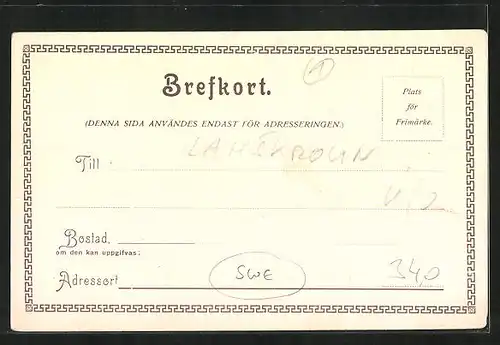 1
Brefkort.
Plats
för
Frimärke.
(DENNA SIDA ANVÄNDES ENDAST FÖR ADRESSERINGEN.)
Till
Bostad.
om den kan uppgifvas:
Adressort
SWE
340